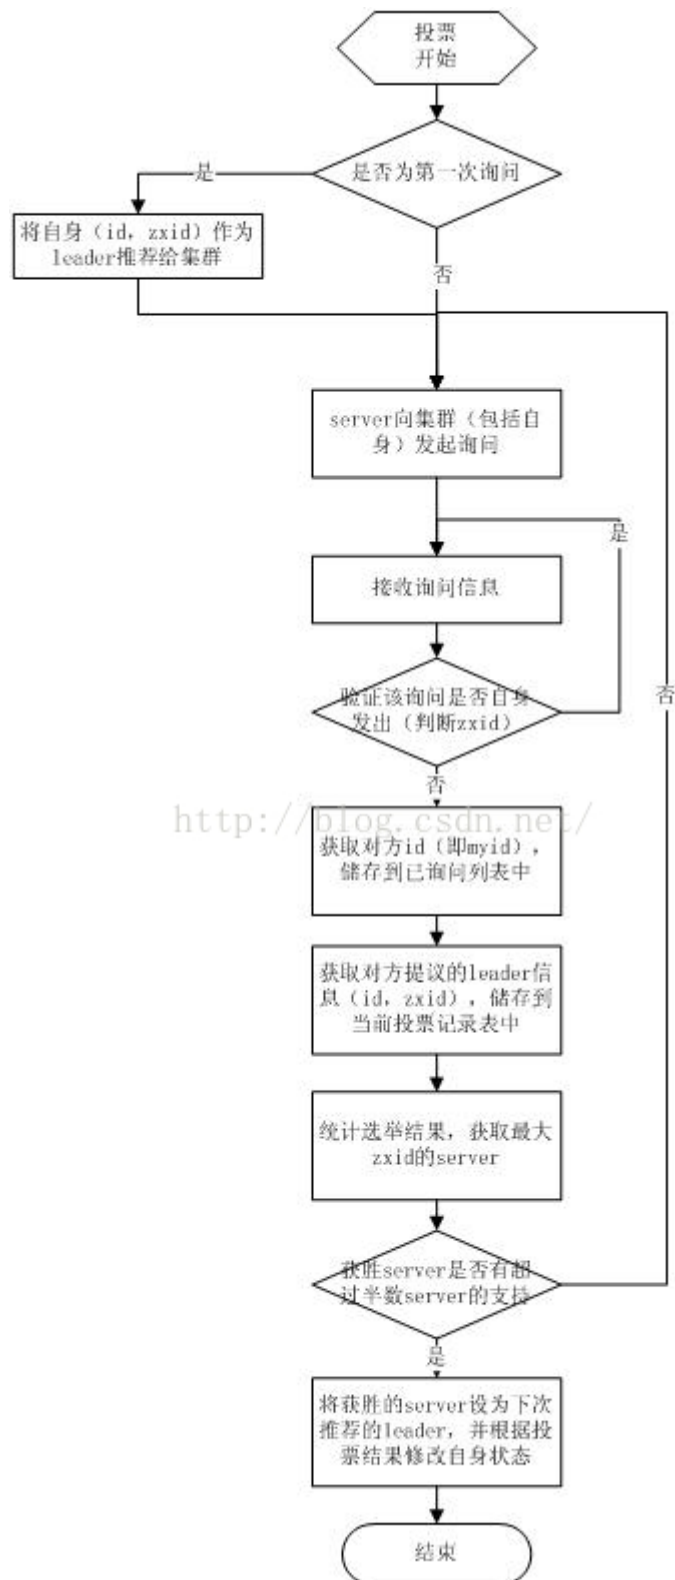 投票
开始
是否为第一次询问
是
将自身（id，zxid）作为
leader推荐给集群
否
server向集群（包括自
身）发起询问
是
接收询问信息
验证该询问是否自身
发出（判断zxid）
否
否
http://blog.csdn.net/
获取对方id（即myid），
储存到已询问列表中
获取对方提议的leader信
息（id，zxid），储存到
当前投票记录表中
统计选举结果，获取最大
zxid的server
获胜server是否有超
过半数server的支持
是
将获胜的server设为下次
推荐的leader，并根据投
票结果修改自身状态
结束